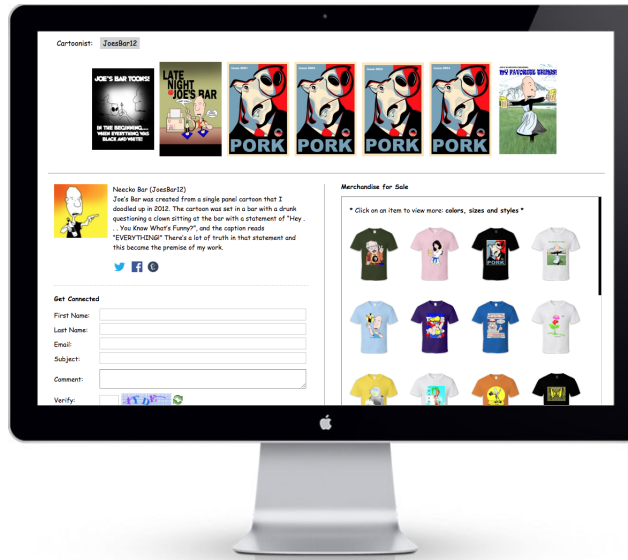 Cartoonist: JoesBar12
JOE'S BAR TOONS!
IN THE BEGINNING.....
WHEN EVERYTHING WAS
BLACK AND WHITE!
LATE
NIGHT
@JOE'S BAR
PORK
PORK
PORK
PORK
MY FAVORITE THINGS!
Neecko Bar (JoesBar12)
Joe's Bar was created from a single panel cartoon that I
doodled up in 2012. The cartoon was set in a bar with a drunk
questioning a clown sitting at the bar with a statement of "Hey .
. . You Know What's Funny?", and the caption reads
"EVERYTHING!" There's a lot of truth in that statement and
this became the premise of my work.
Get Connected
First Name:
Last Name:
Email:
Subject:
Comment:
Verify:
Merchandise for Sale
* Click on an item to view more: colors, sizes and styles *
PORK